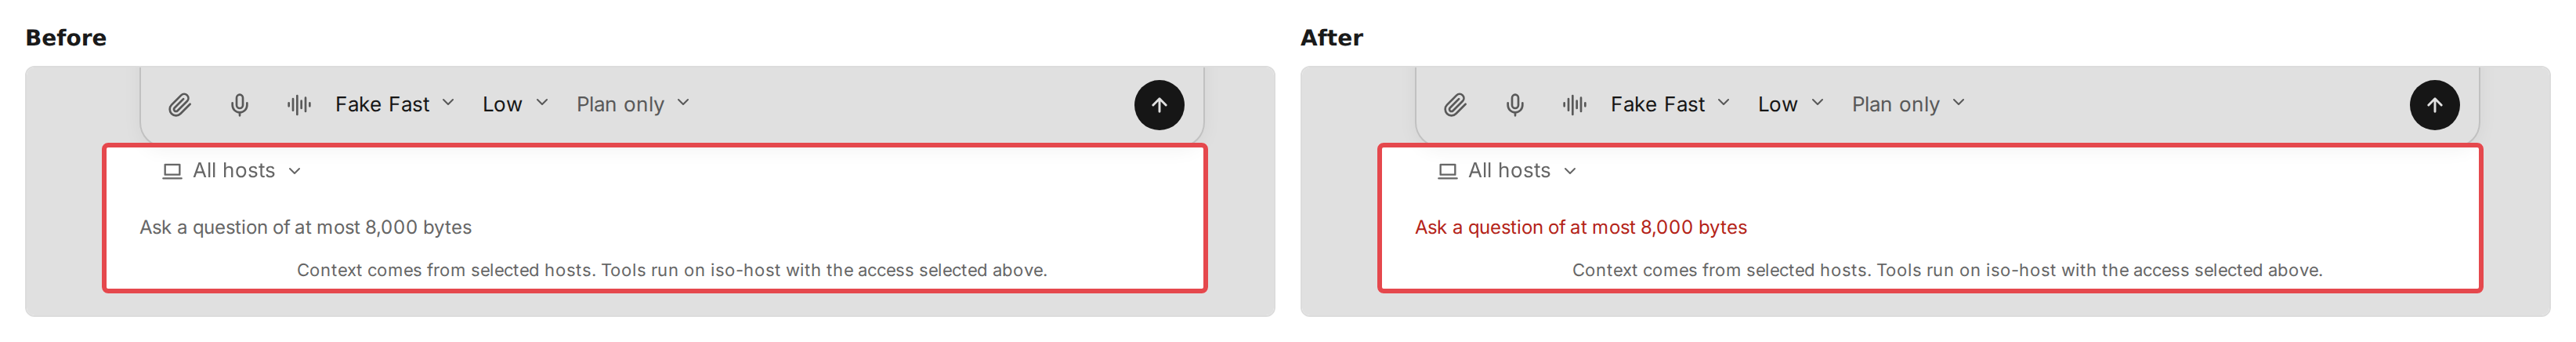 Before
After
Fake Fast Low Plan only
Fake Fast Low Plan only
All hosts
All hosts
Ask a question of at most 8,000 bytes
Ask a question of at most 8,000 bytes
Context comes from selected hosts. Tools run on iso-host with the access selected above.
Context comes from selected hosts. Tools run on iso-host with the access selected above.